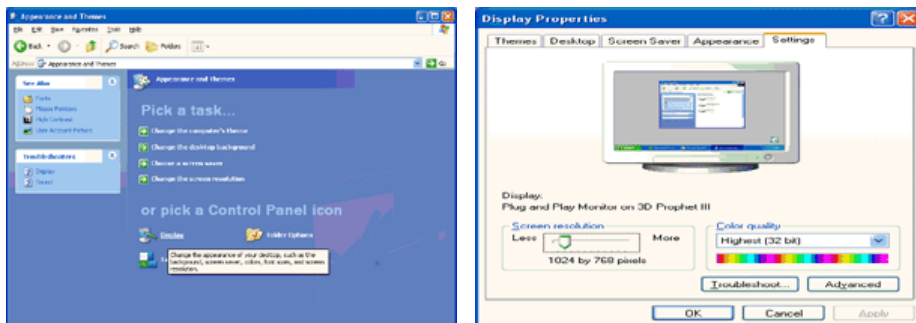 Appearance and Themes
File Edit View Favorites Tools Help
Back Search Folders
Address Appearance and Themes Go
See Also
Fonts
Mouse Pointers
High Contrast
User Account Picture
Troubleshooters
Display
Sound
Appearance and Themes
Pick a task...
Change the computer's theme
Change the desktop background
Choose a screen saver
Change the screen resolution
or pick a Control Panel icon
Display Folder Options
Change the appearance of your desktop, such as the
background, screen saver, colors, font sizes, and screen
resolution.
Display Properties
Themes Desktop Screen Saver Appearance Settings
Display:
Plug and Play Monitor on 3D Prophet III
Screen resolution
Less More
1024 by 768 pixels
Color quality
Highest (32 bit)
Troubleshoot... Advanced
OK Cancel Apply